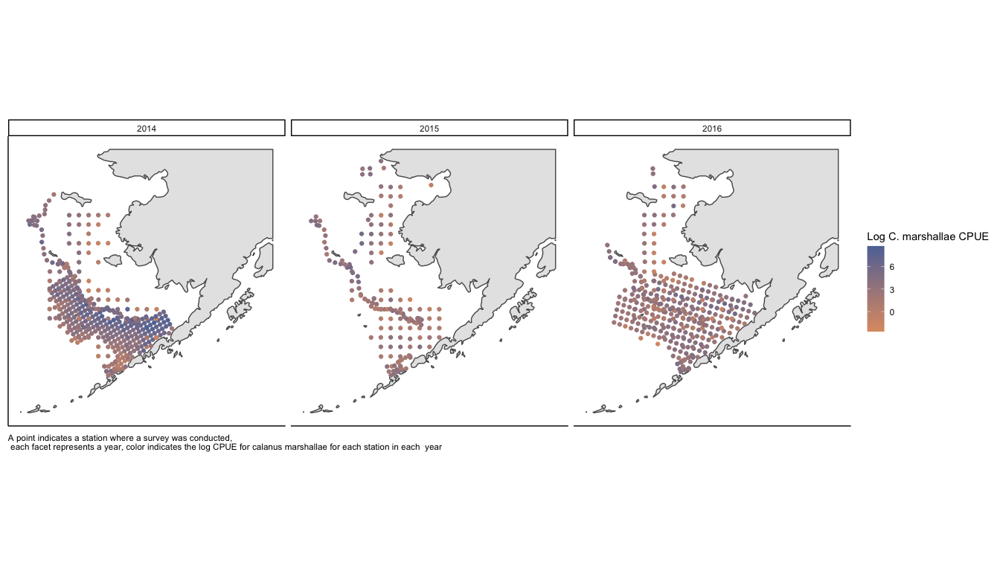 2014
2015
2016
Log C. marshallae CPUE
6
3
0
A point indicates a station where a survey was conducted,
each facet represents a year, color indicates the log CPUE for calanus marshallae for each station in each  year